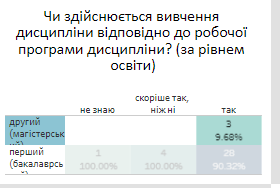 Чи здійснюється вивчення
дисципліни відповідно до робочої
програми дисципліни? (за рівнем
освіти)
скоріше так,
не знаю ніж ні так
другий 3
(магістерськ 9.68%
перший 1 4 28
(бакалаврсь 100.00% 100.00% 90.32%